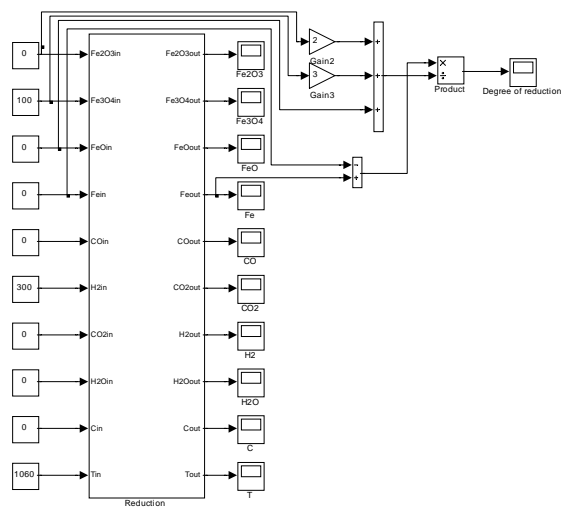 0 Fe2O3in Fe2O3out Fe2O3
2 Gain2 +
3 Gain3 +
+
× ÷ Product
Degree of reduction
100 Fe3O4in Fe3O4out Fe3O4
0 FeOin FeOout FeO
-
+
0 Fein Feout Fe
0 COin COout CO
300 H2in CO2out CO2
0 CO2in H2out H2
0 H2Oin H2Oout H2O
0 Cin Cout C
1060 Tin Tout T
Reduction